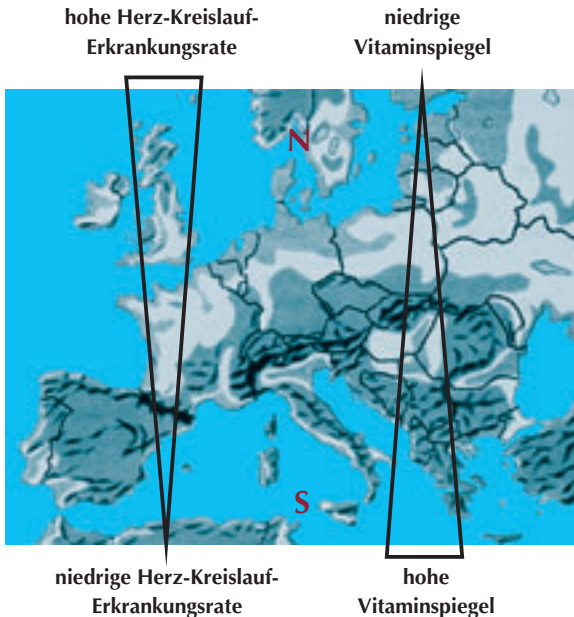 hohe Herz-Kreislauf-
Erkrankungsrate
niedrige
Vitaminspiegel
N
S
niedrige Herz-Kreislauf-
Erkrankungsrate
hohe
Vitaminspiegel